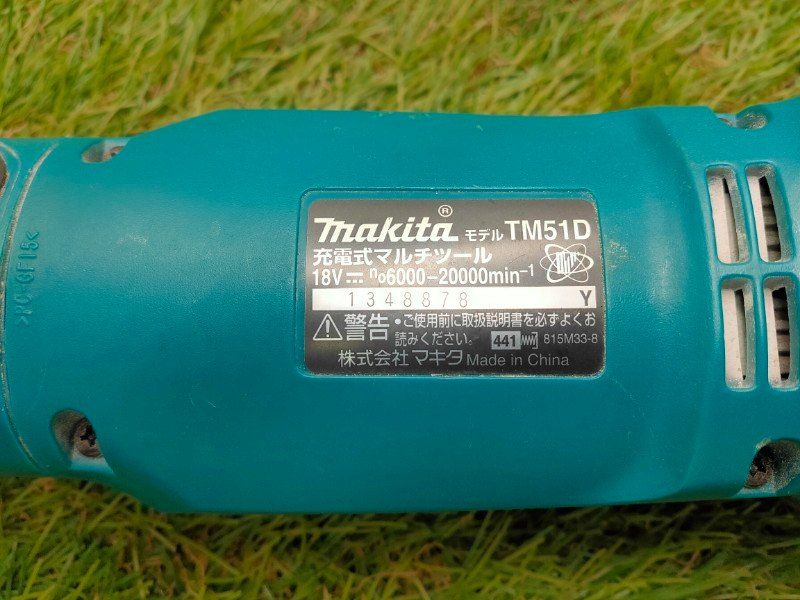 makita® モデル TM51D
充電式マルチツール
18V⎓ n₀6000-20000min⁻¹
1348878 Y
⚠警告 ・ご使用前に取扱説明書を必ずよくお
読みください。 441 815M33-8
株式会社 マキタ Made in China